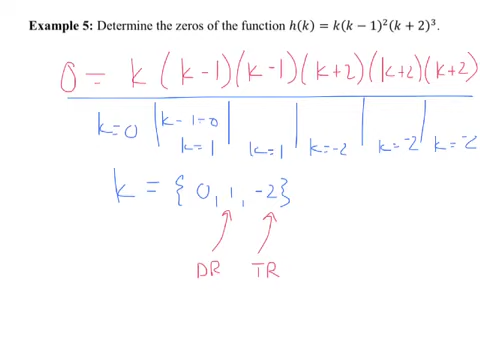 Example 5: Determine the zeros of the function h(k) = k(k − 1)²(k + 2)³.
0 = k (k-1)(k-1)(k+2)(k+2)(k+2)
k=0 | k-1=0 | | | |
k=1 k=1 k=-2 k=-2 k=-2
k = {0, 1, -2}
DR TR